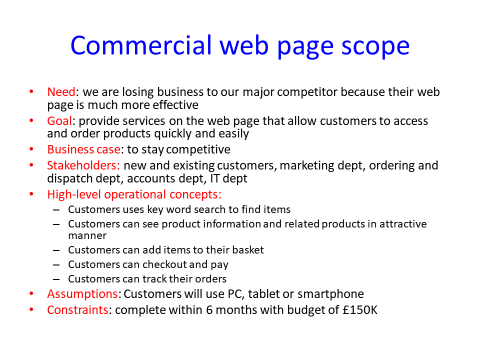 Commercial web page scope
• Need: we are losing business to our major competitor because their web
page is much more effective
• Goal: provide services on the web page that allow customers to access
and order products quickly and easily
• Business case: to stay competitive
• Stakeholders: new and existing customers, marketing dept, ordering and
dispatch dept, accounts dept, IT dept
• High-level operational concepts:
– Customers uses key word search to find items
– Customers can see product information and related products in attractive
manner
– Customers can add items to their basket
– Customers can checkout and pay
– Customers can track their orders
• Assumptions: Customers will use PC, tablet or smartphone
• Constraints: complete within 6 months with budget of £150K